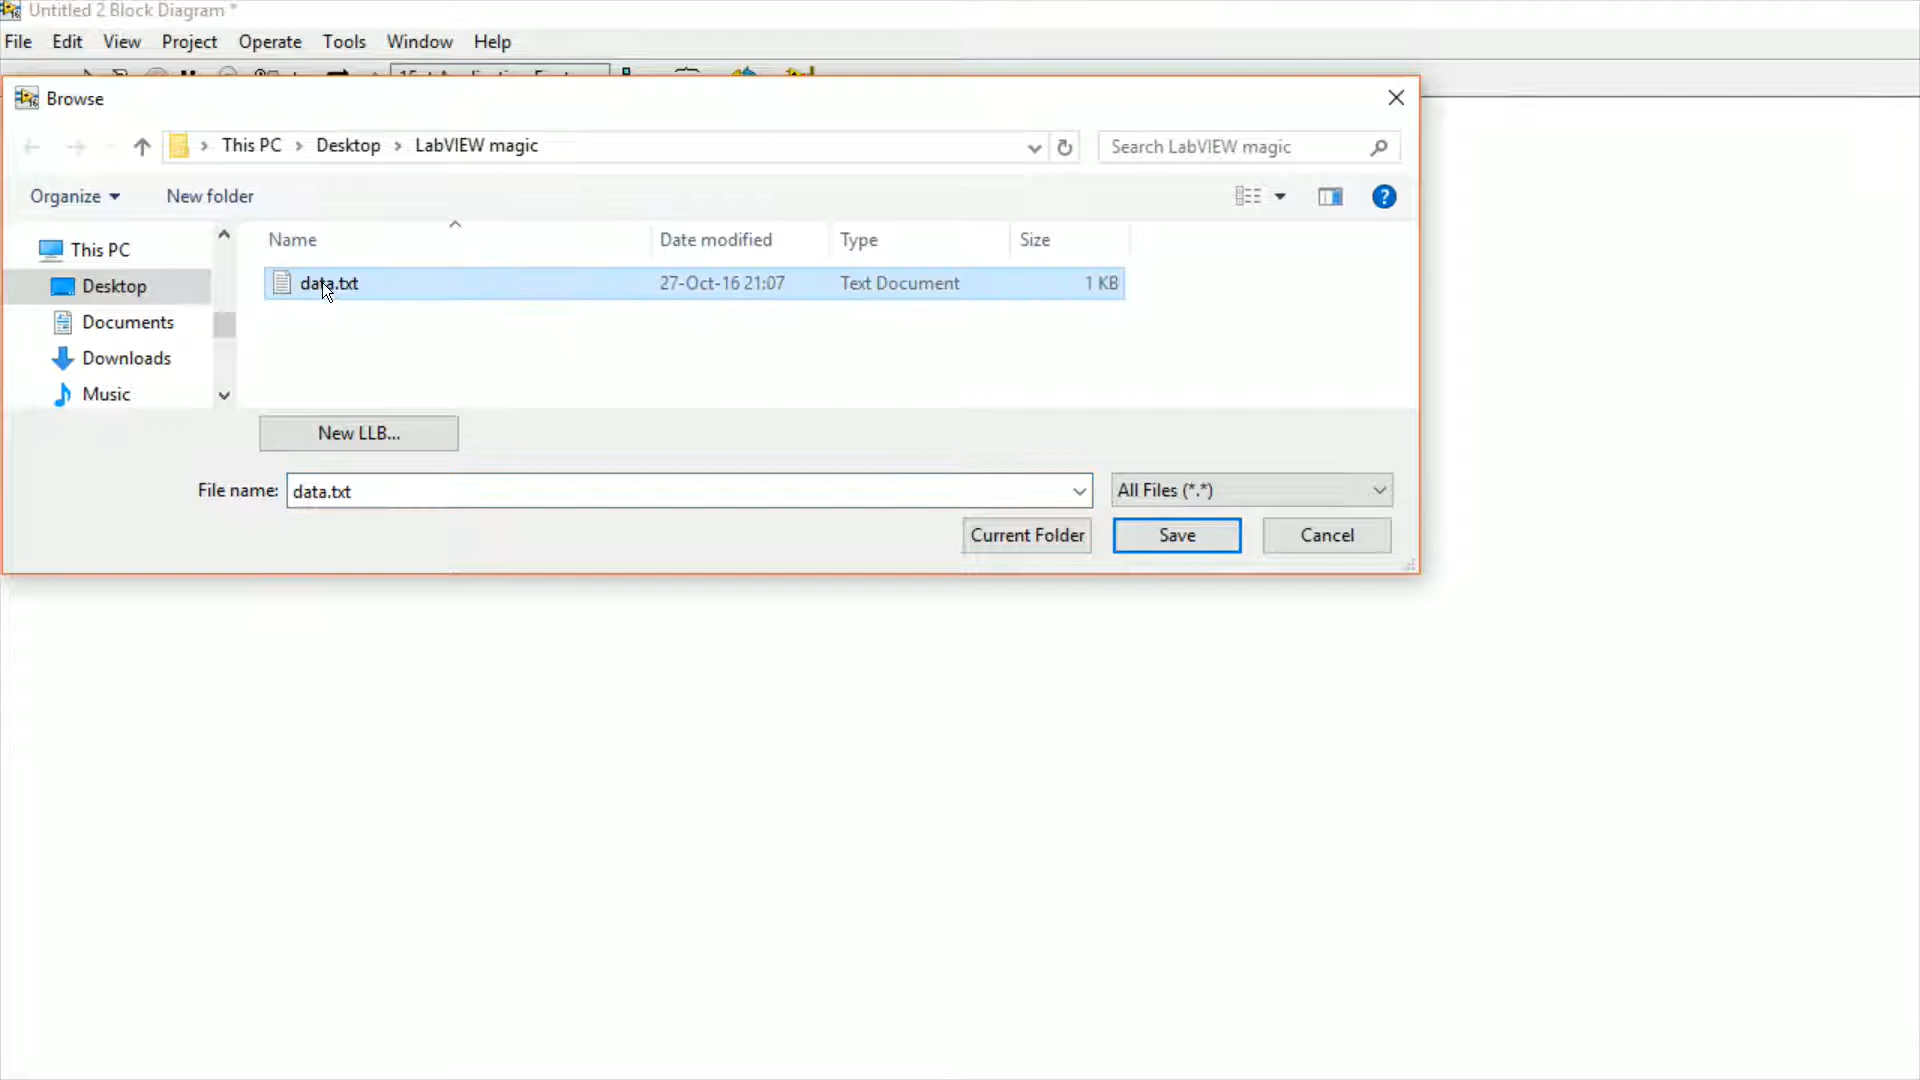 Untitled 2 Block Diagram *
File Edit View Project Operate Tools Window Help
Browse
This PC > Desktop > LabVIEW magic
Search LabVIEW magic
Organize
New folder
Name Date modified Type Size
data.txt 27-Oct-16 21:07 Text Document 1 KB
This PC
Desktop
Documents
Downloads
Music
New LLB...
File name: data.txt All Files (*.*)
Current Folder Save Cancel